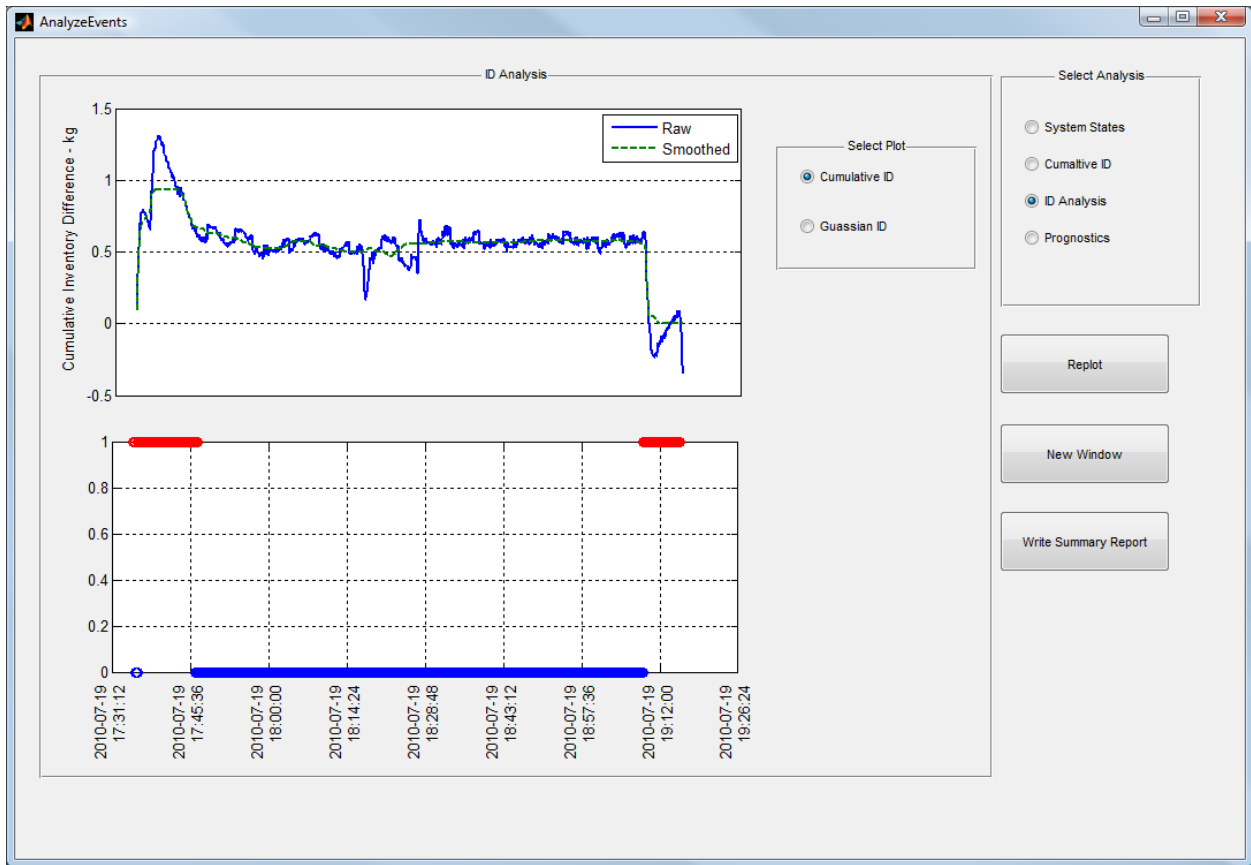 AnalyzeEvents
ID Analysis
Cumulative Inventory Difference - kg
1.5
1
0.5
0
-0.5
Raw
Smoothed
1
0.8
0.6
0.4
0.2
0
2010-07-19
17:31:12
2010-07-19
17:45:36
2010-07-19
18:00:00
2010-07-19
18:14:24
2010-07-19
18:28:48
2010-07-19
18:43:12
2010-07-19
18:57:36
2010-07-19
19:12:00
2010-07-19
19:26:24
Select Plot
Cumulative ID
Guassian ID
Select Analysis
System States
Cumaltive ID
ID Analysis
Prognostics
Replot
New Window
Write Summary Report